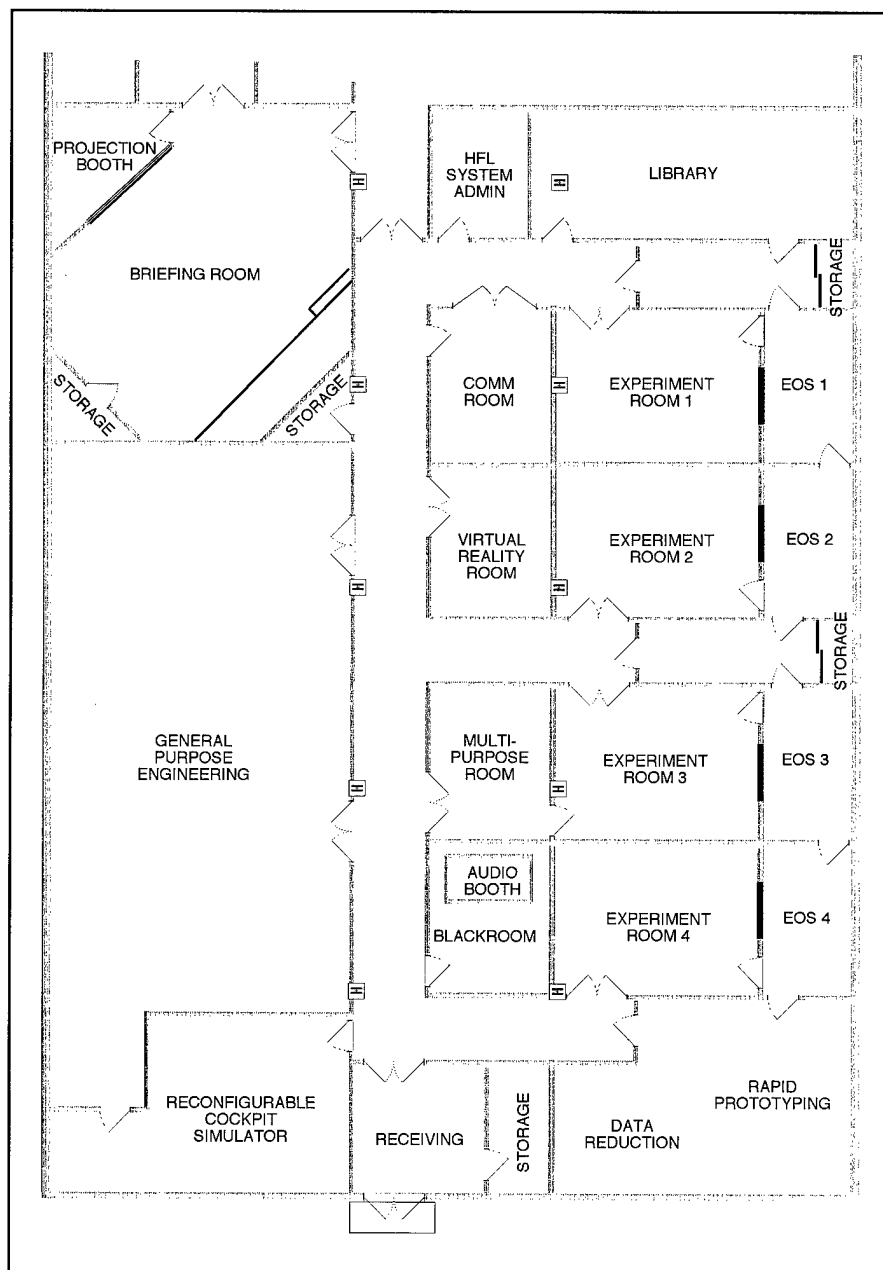 PROJECTION
BOOTH
HFL
SYSTEM
ADMIN
H
H
LIBRARY
BRIEFING ROOM
STORAGE
STORAGE
STORAGE
H
COMM
ROOM
H
EXPERIMENT
ROOM 1
EOS 1
VIRTUAL
REALITY
ROOM
EXPERIMENT
ROOM 2
EOS 2
H
H
STORAGE
GENERAL
PURPOSE
ENGINEERING
MULTI-
PURPOSE
ROOM
EXPERIMENT
ROOM 3
EOS 3
H
H
AUDIO
BOOTH
BLACKROOM
EXPERIMENT
ROOM 4
EOS 4
H
H
RECONFIGURABLE
COCKPIT
SIMULATOR
RECEIVING
STORAGE
DATA
REDUCTION
RAPID
PROTOTYPING